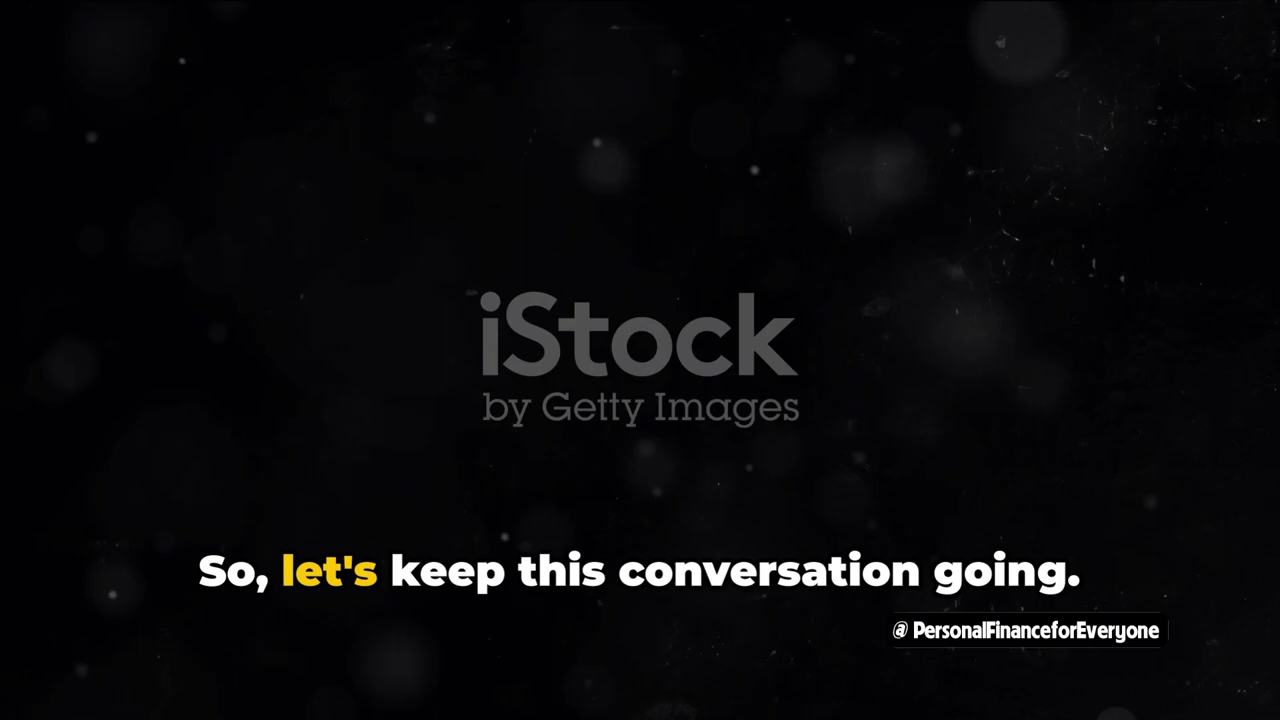 iStock
by Getty Images
So, let's keep this conversation going.
@ PersonalFinanceforEveryone